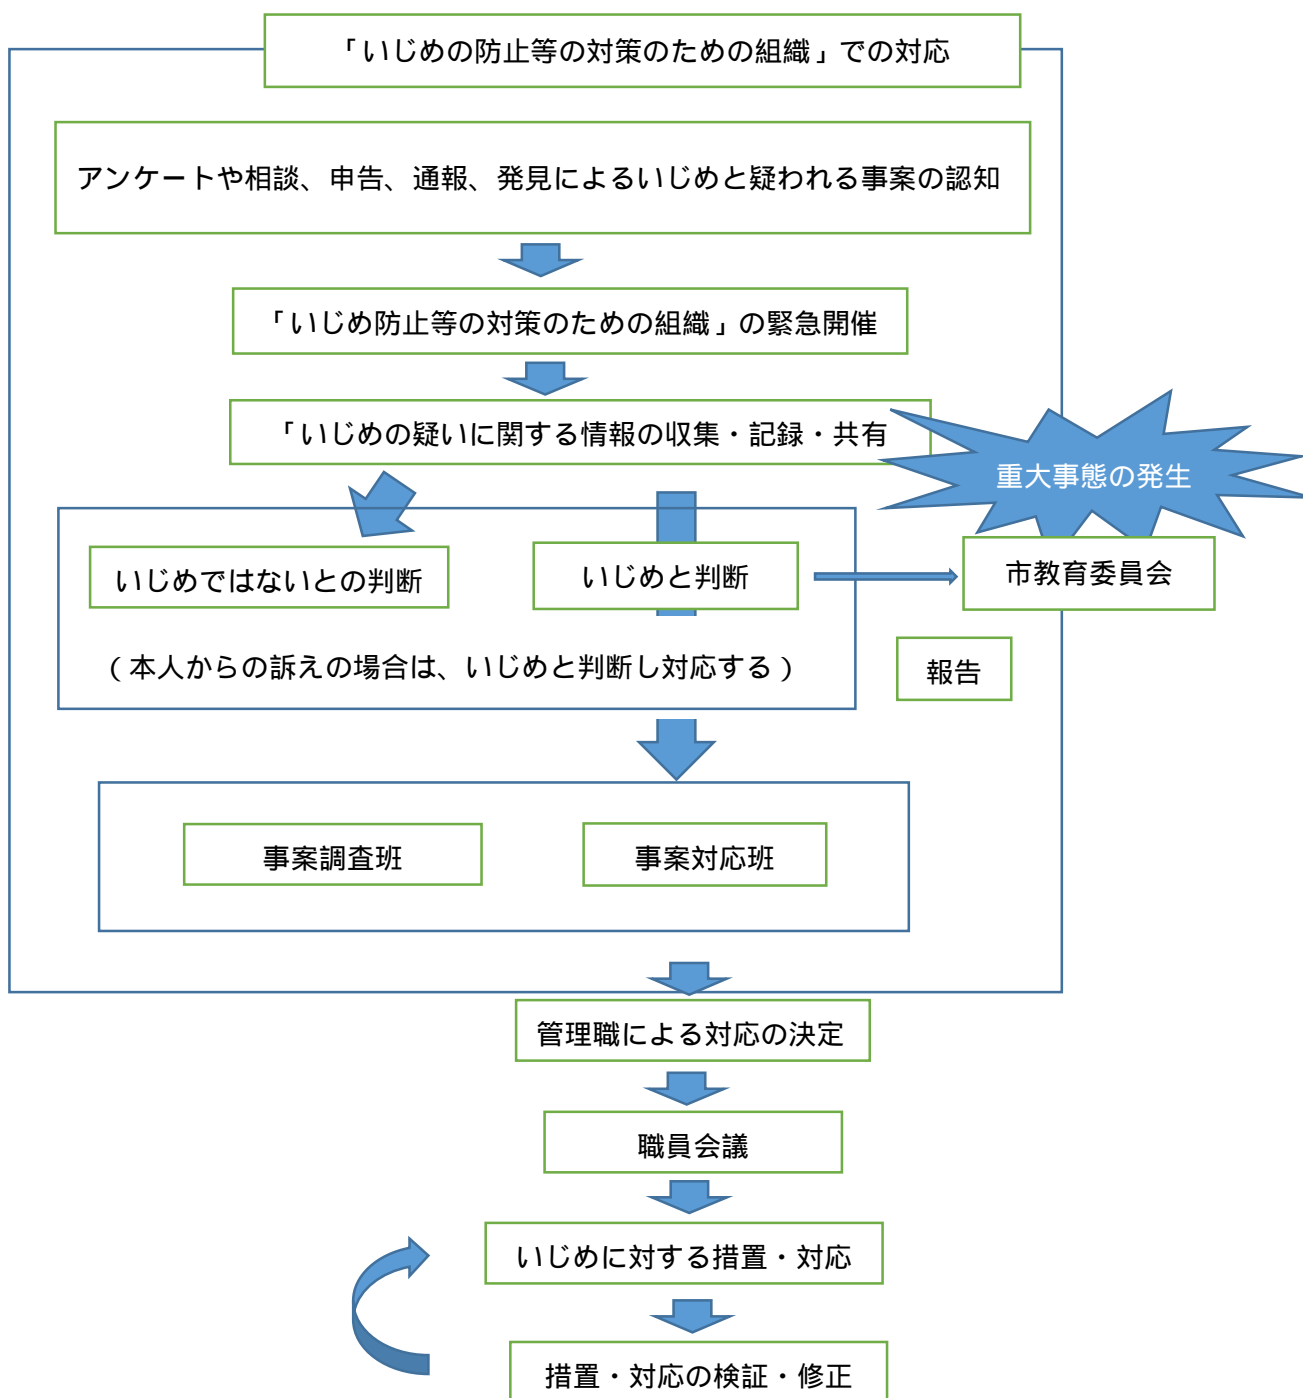 「いじめの防止等の対策のための組織」での対応
アンケートや相談、申告、通報、発見によるいじめと疑われる事案の認知
「いじめ防止等の対策のための組織」の緊急開催
「いじめの疑いに関する情報の収集・記録・共有
重大事態の発生
いじめではないとの判断
いじめと判断
市教育委員会
（本人からの訴えの場合は、いじめと判断し対応する）
報告
事案調査班
事案対応班
管理職による対応の決定
職員会議
いじめに対する措置・対応
措置・対応の検証・修正